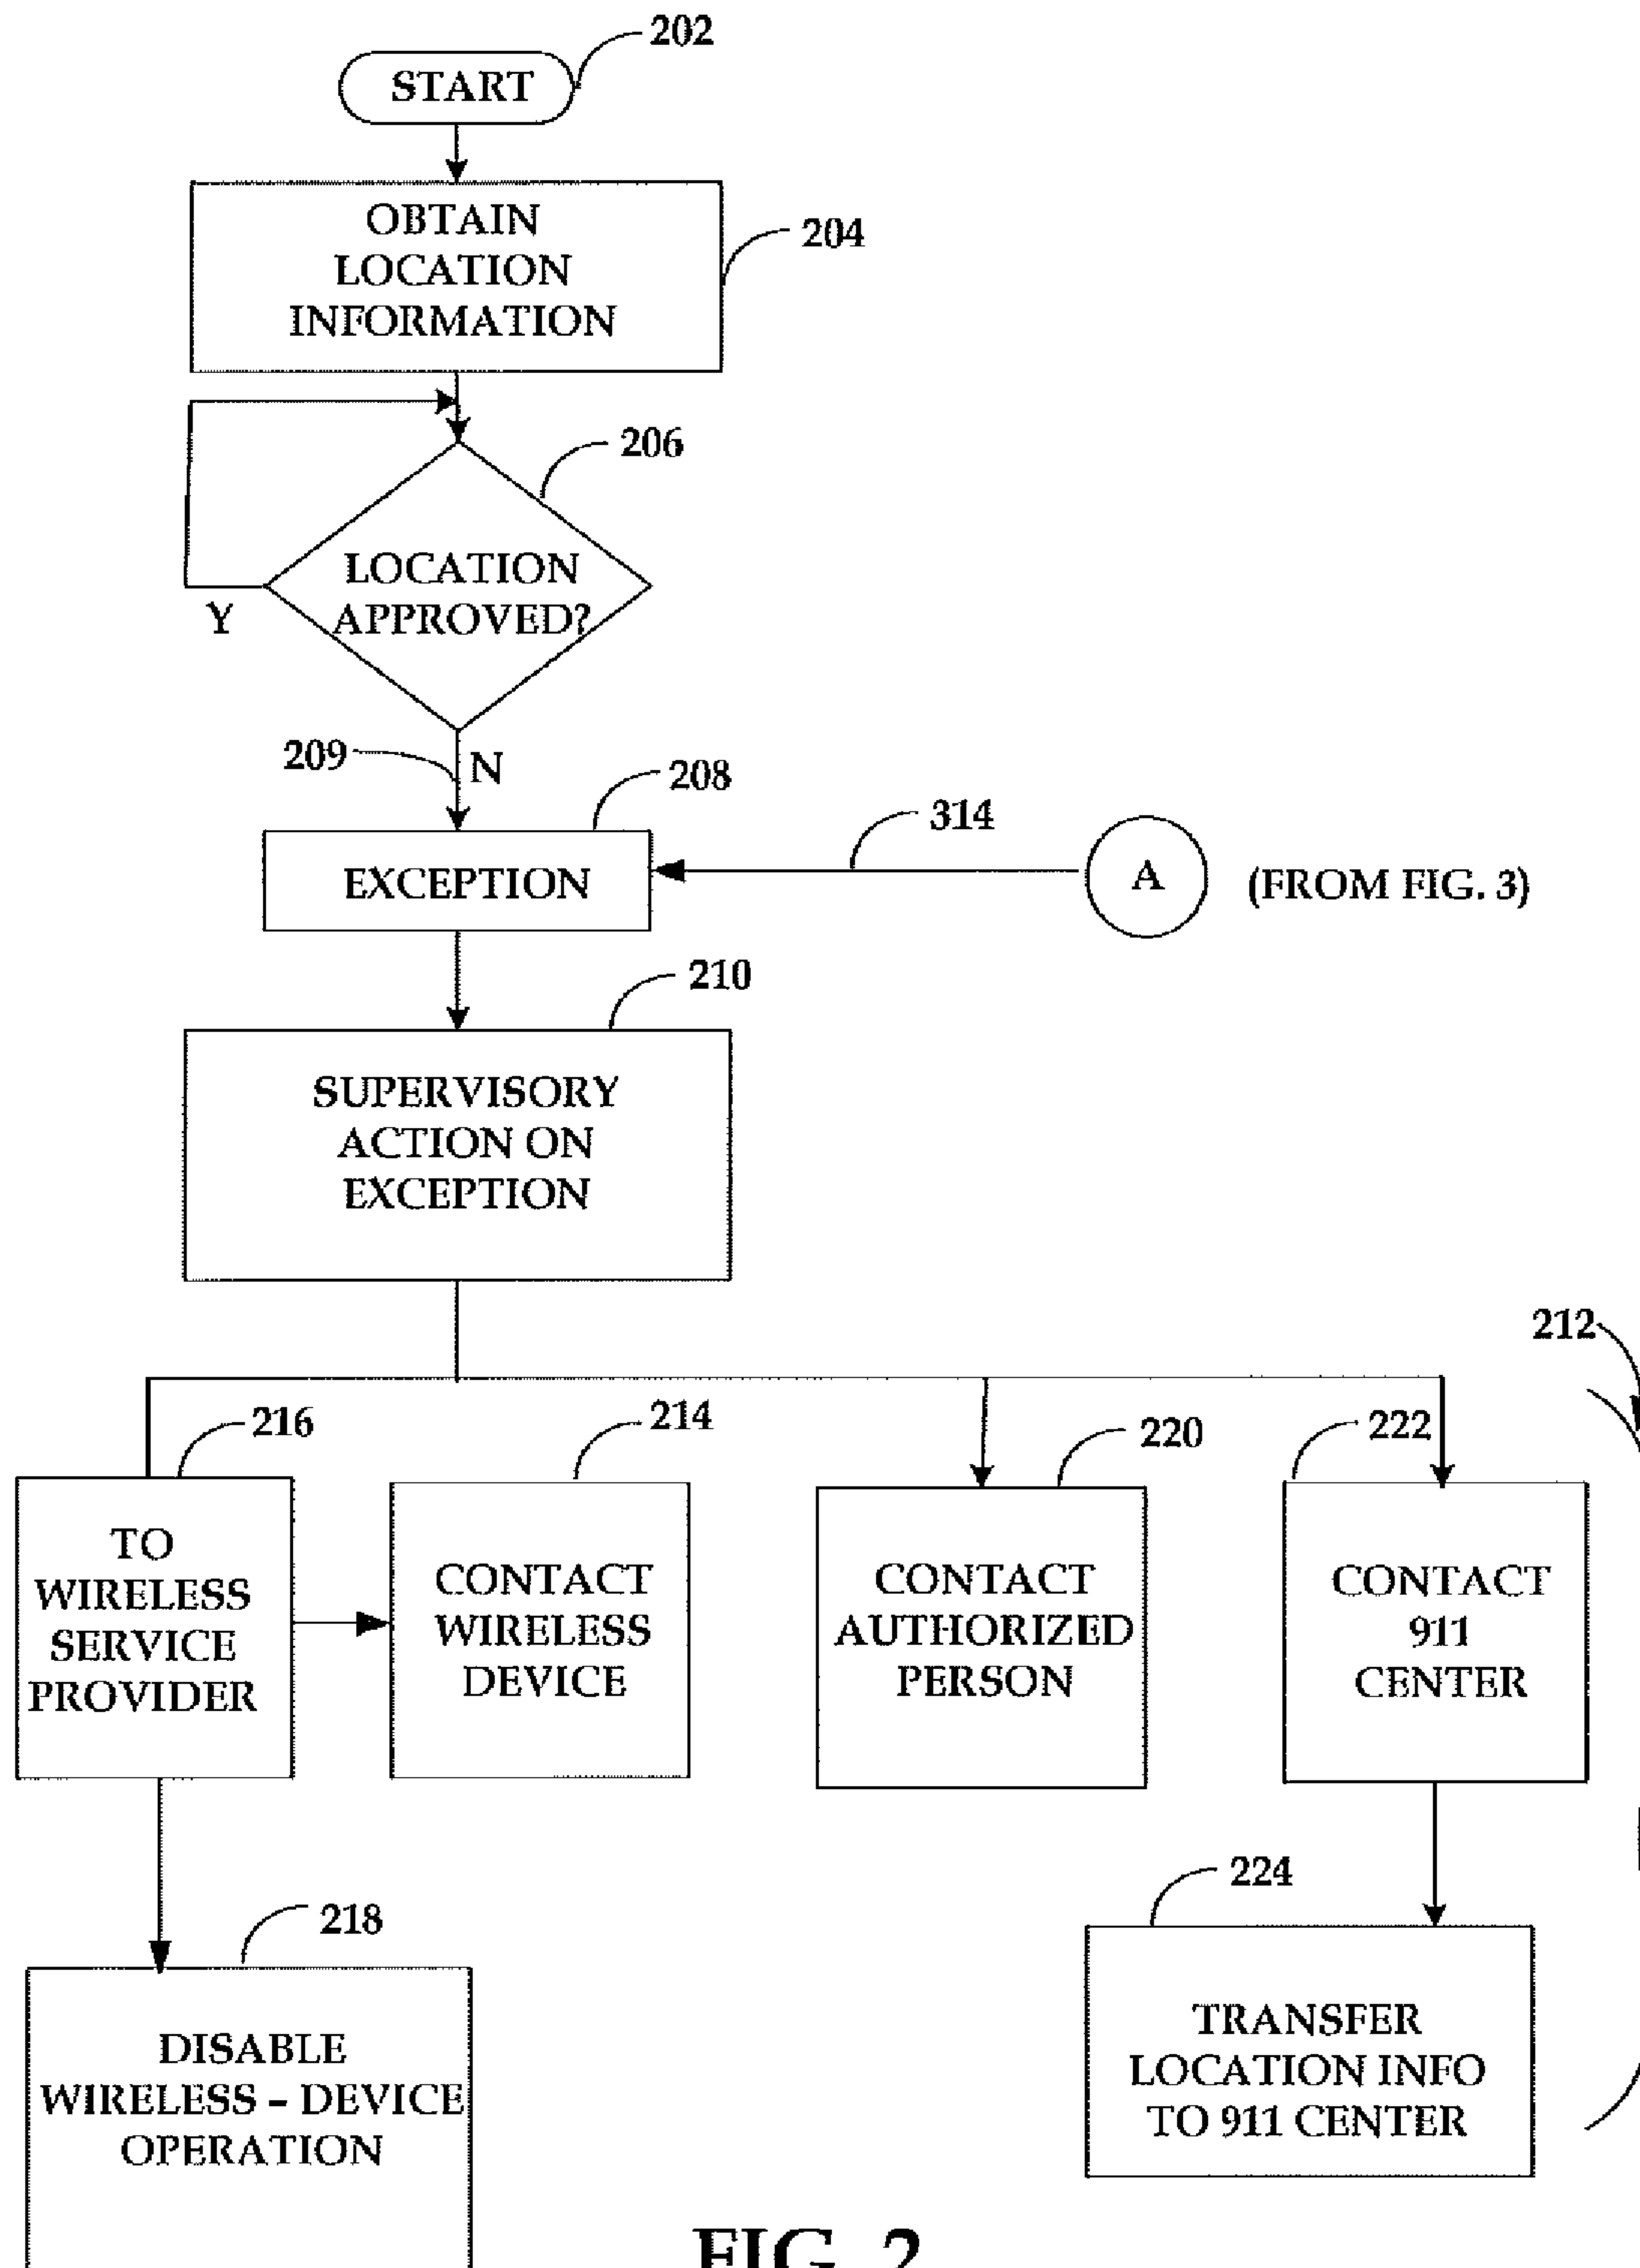 202
START
OBTAIN
LOCATION
INFORMATION
204
206
LOCATION
APPROVED?
Y
209
N
208
EXCEPTION
314
A
(FROM FIG. 3)
210
SUPERVISORY
ACTION ON
EXCEPTION
212
216
214
220
222
TO
WIRELESS
SERVICE
PROVIDER
CONTACT
WIRELESS
DEVICE
CONTACT
AUTHORIZED
PERSON
CONTACT
911
CENTER
218
224
DISABLE
WIRELESS – DEVICE
OPERATION
TRANSFER
LOCATION INFO
TO 911 CENTER
FIG. 2